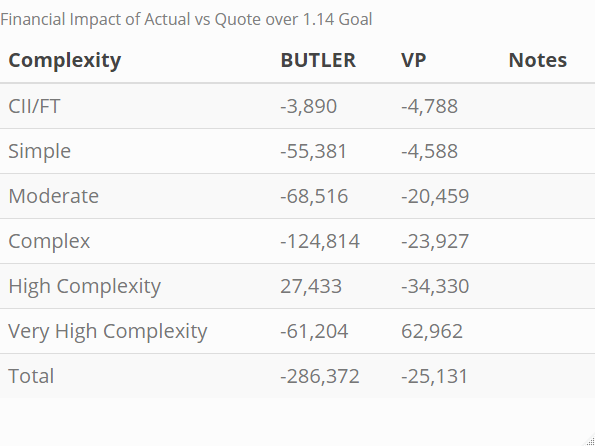 Financial Impact of Actual vs Quote over 1.14 Goal
Complexity BUTLER VP Notes
CII/FT -3,890 -4,788
Simple -55,381 -4,588
Moderate -68,516 -20,459
Complex -124,814 -23,927
High Complexity 27,433 -34,330
Very High Complexity -61,204 62,962
Total -286,372 -25,131